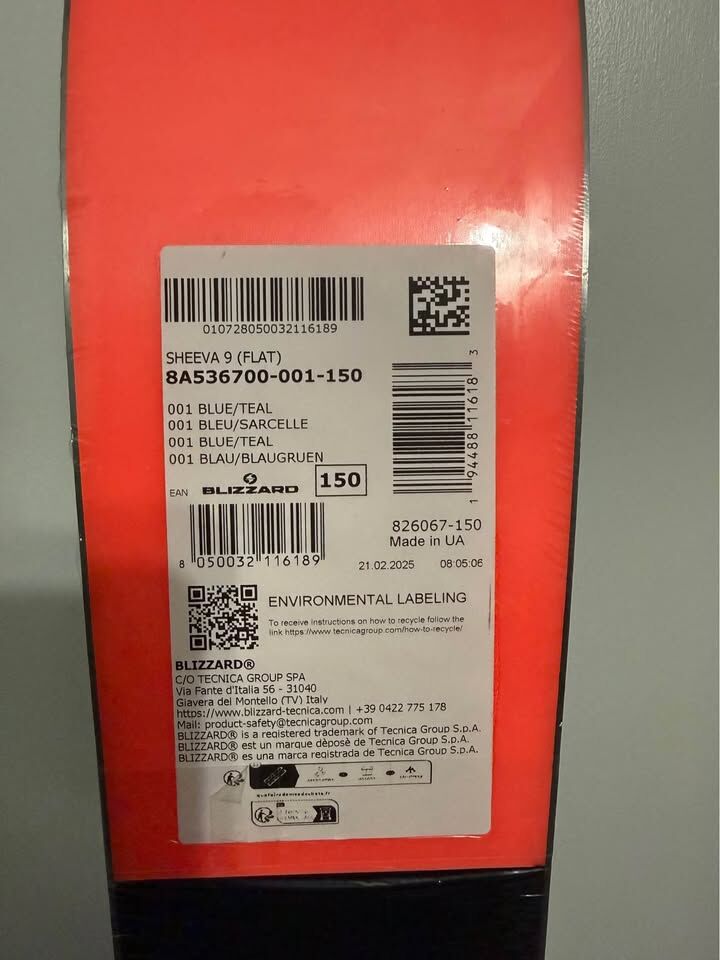 010728050032116189
SHEEVA 9 (FLAT)
8A536700-001-150
001 BLUE/TEAL
001 BLEU/SARCELLE
001 BLUE/TEAL
001 BLAU/BLAUGRUEN
EAN BLIZZARD 150
8 050032 116189
1 94488 11618 3
826067-150
Made in UA
21.02.2025 08:05:06
ENVIRONMENTAL LABELING
To receive instructions on how to recycle follow the
link https://www.tecnicagroup.com/how-to-recycle/
BLIZZARD®
C/O TECNICA GROUP SPA
Via Fante d'Italia 56 - 31040
Giavera del Montello (TV) Italy
https://www.blizzard-tecnica.com | +39 0422 775 178
Mail: product-safety@tecnicagroup.com
BLIZZARD® is a registered trademark of Tecnica Group S.p.A.
BLIZZARD® est un marque dèposè de Tecnica Group S.p.A.
BLIZZARD® es una marca registrada de Tecnica Group S.p.A.